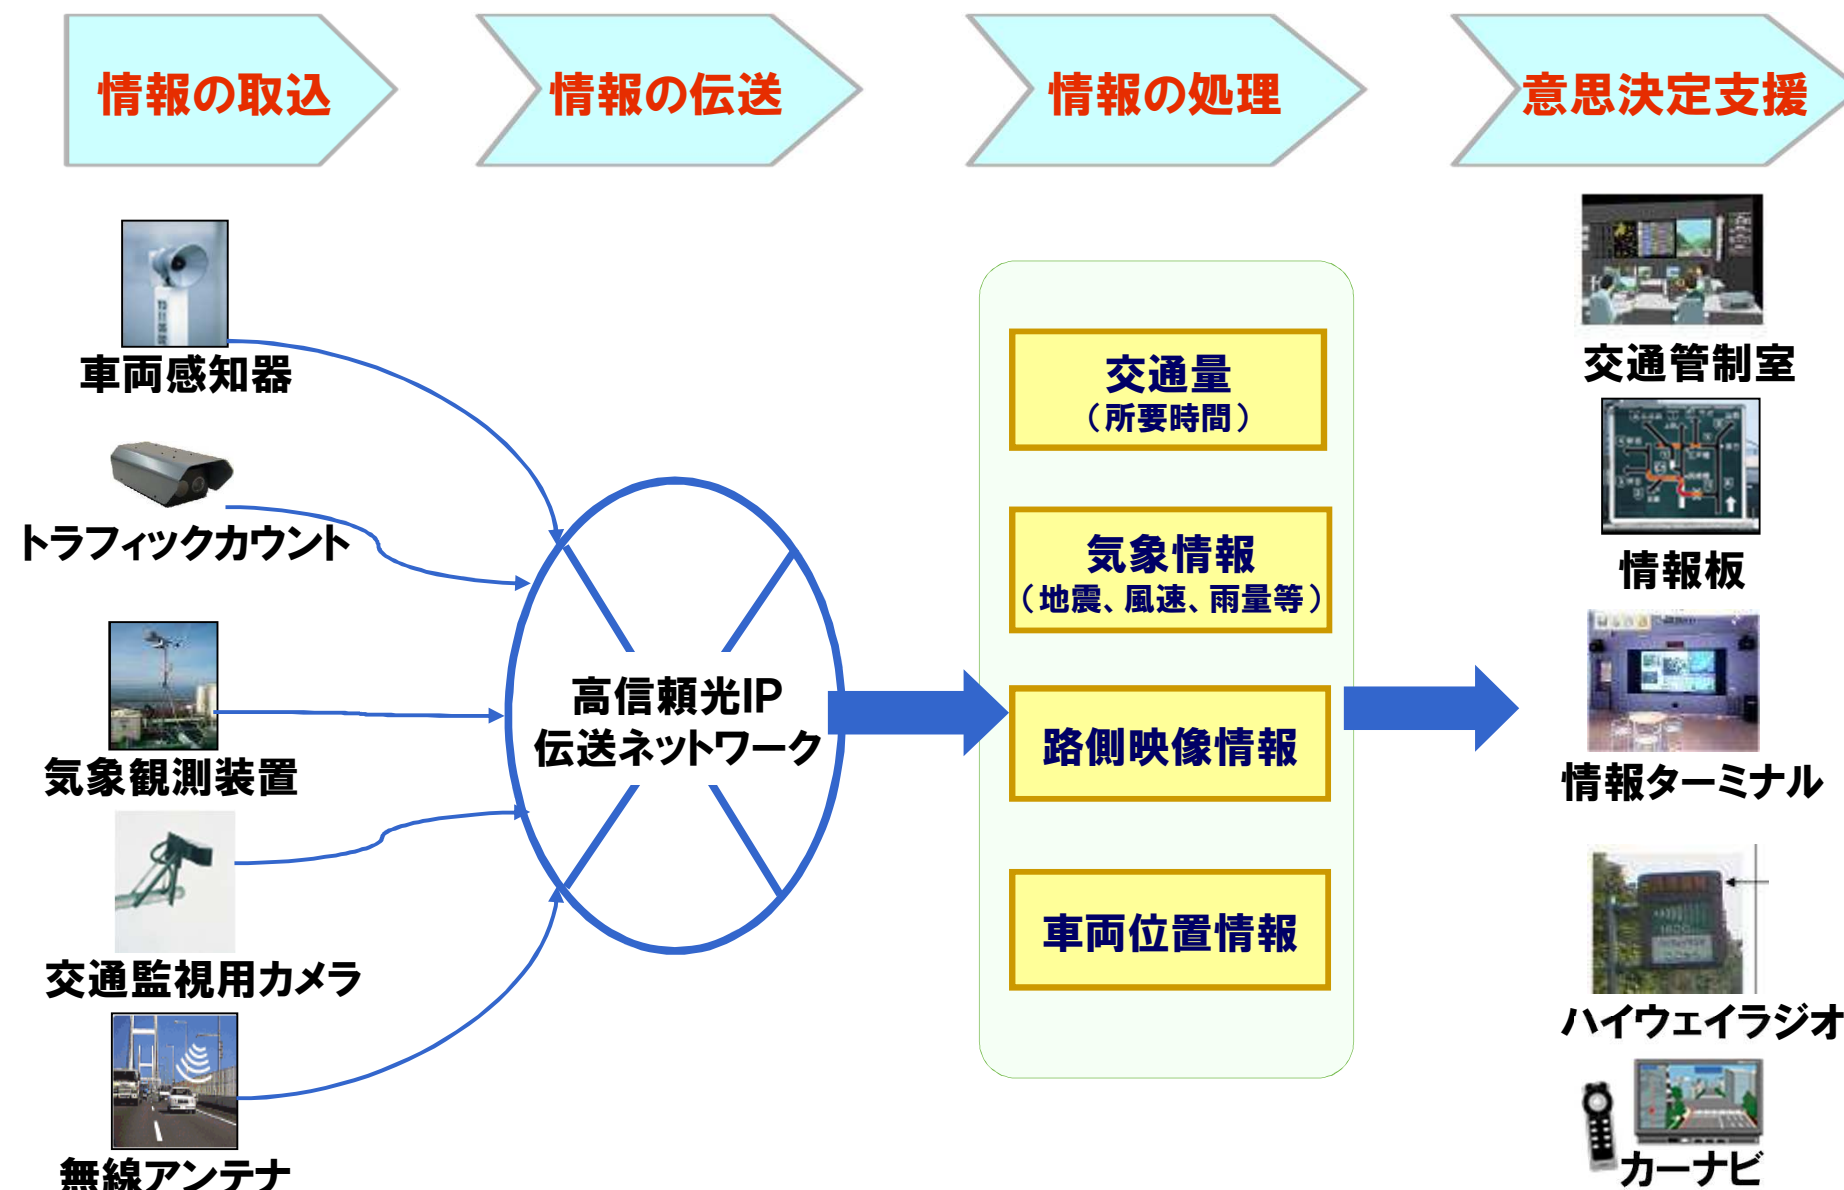 情報の取込
情報の伝送
情報の処理
意思決定支援
車両感知器
トラフィックカウント
気象観測装置
交通監視用カメラ
無線アンテナ
高信頼光IP
伝送ネットワーク
交通量
（所要時間）
気象情報
（地震、風速、雨量等）
路側映像情報
車両位置情報
交通管制室
情報板
情報ターミナル
ハイウェイラジオ
カーナビ